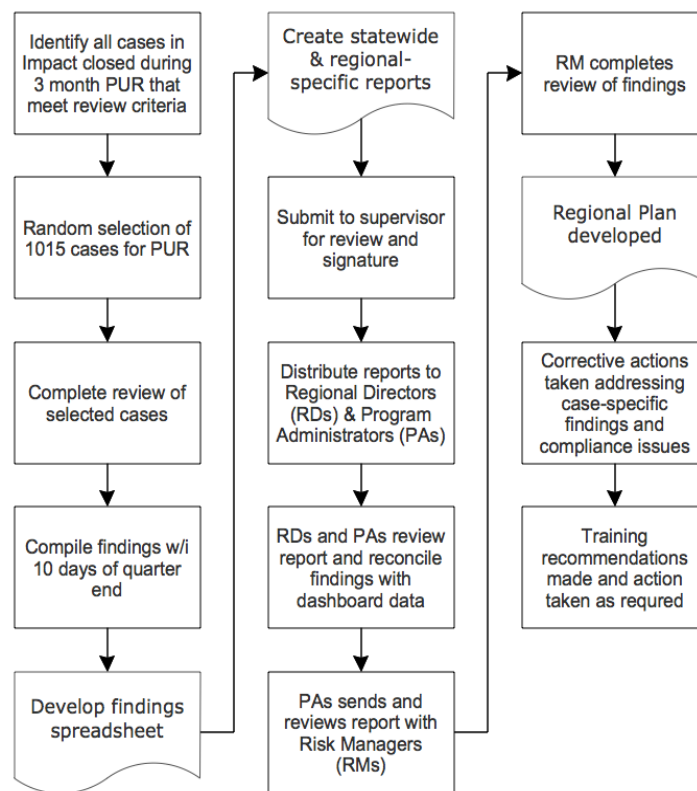 Identify all cases in
Impact closed during
3 month PUR that
meet review criteria
Random selection of
1015 cases for PUR
Complete review of
selected cases
Compile findings w/i
10 days of quarter
end
Develop findings
spreadsheet
Create statewide
& regional-
specific reports
Submit to supervisor
for review and
signature
Distribute reports to
Regional Directors
(RDs) & Program
Administrators (PAs)
RDs and PAs review
report and reconcile
findings with
dashboard data
PAs sends and
reviews report with
Risk Managers
(RMs)
RM completes
review of findings
Regional Plan
developed
Corrective actions
taken addressing
case-specific
findings and
compliance issues
Training
recommendations
made and action
taken as requred